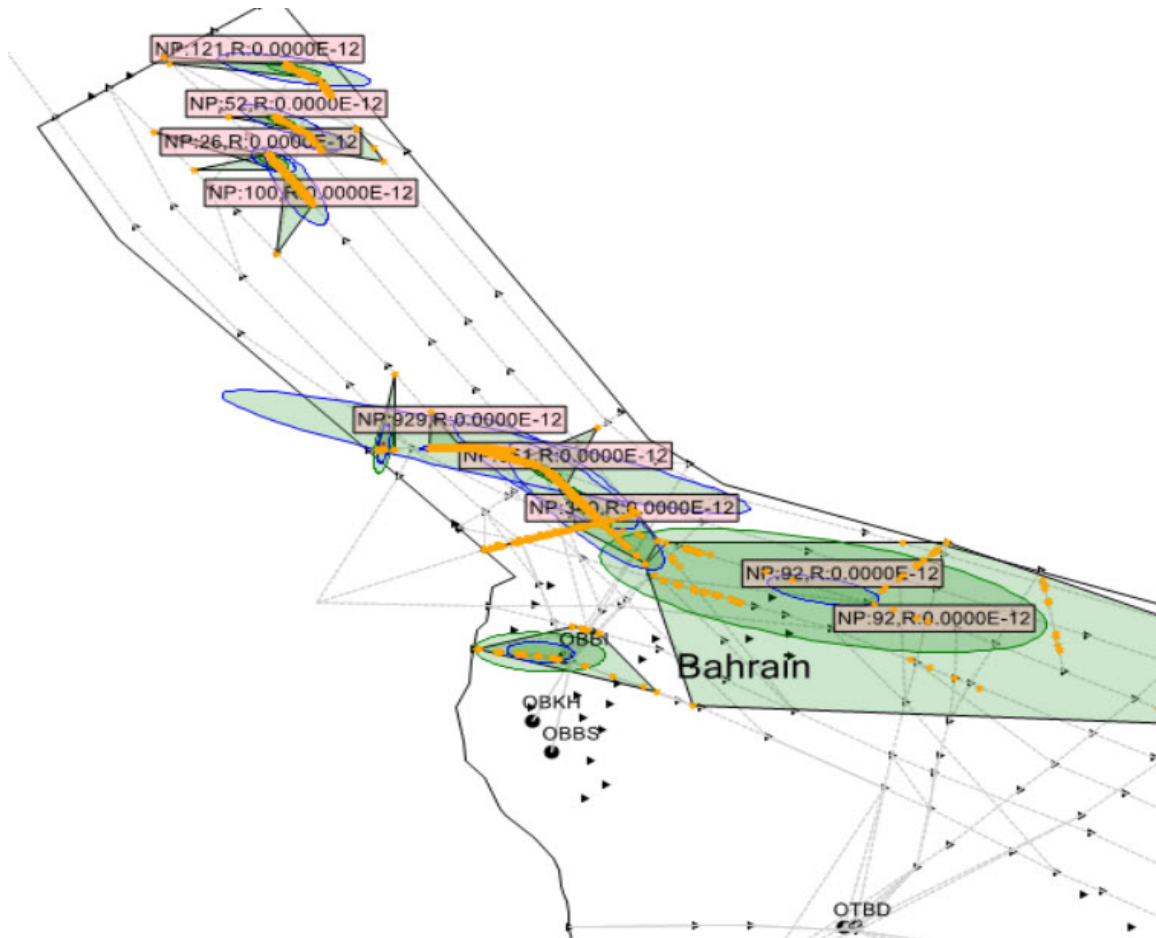 NP:121,R:0.0000E-12
NP:52,R:0.0000E-12
NP:26,R:0.0000E-12
NP:100,R:0.0000E-12
NP:929,R:0.0000E-12
R:0.0000E-12
NP:340,R:0.0000E-12
NP:92,R:0.0000E-12
NP:92,R:0.0000E-12
OBBI
Bahrain
OBKH
OBBS
OTBD